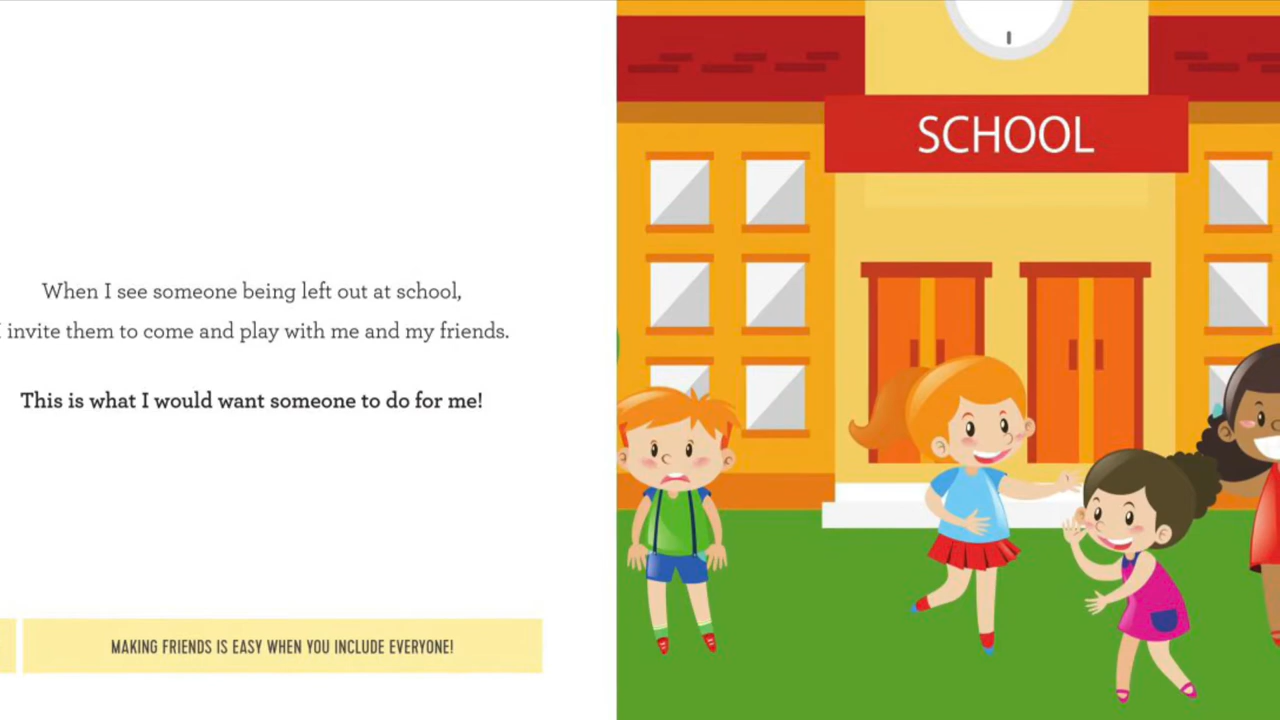 When I see someone being left out at school,
I invite them to come and play with me and my friends.
This is what I would want someone to do for me!
MAKING FRIENDS IS EASY WHEN YOU INCLUDE EVERYONE!
SCHOOL